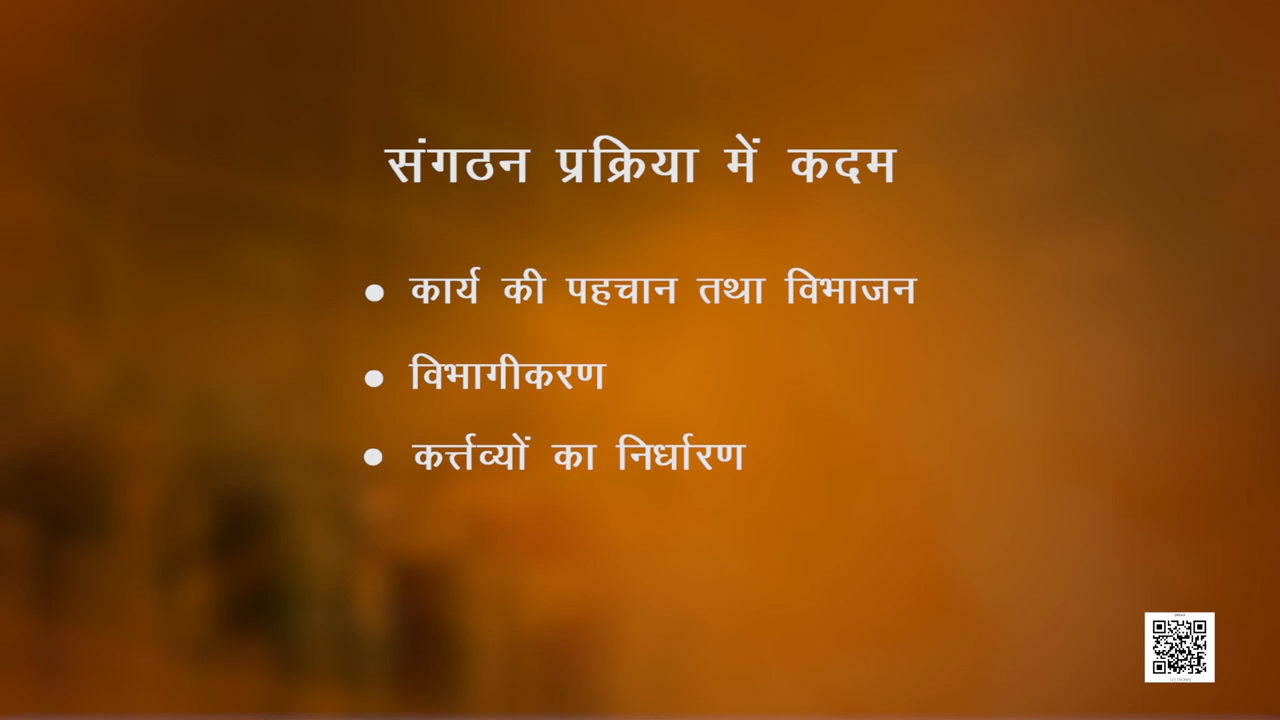 संगठन प्रक्रिया में कदम
● कार्य की पहचान तथा विभाजन
● विभागीकरण
● कर्त्तव्यों का निर्धारण